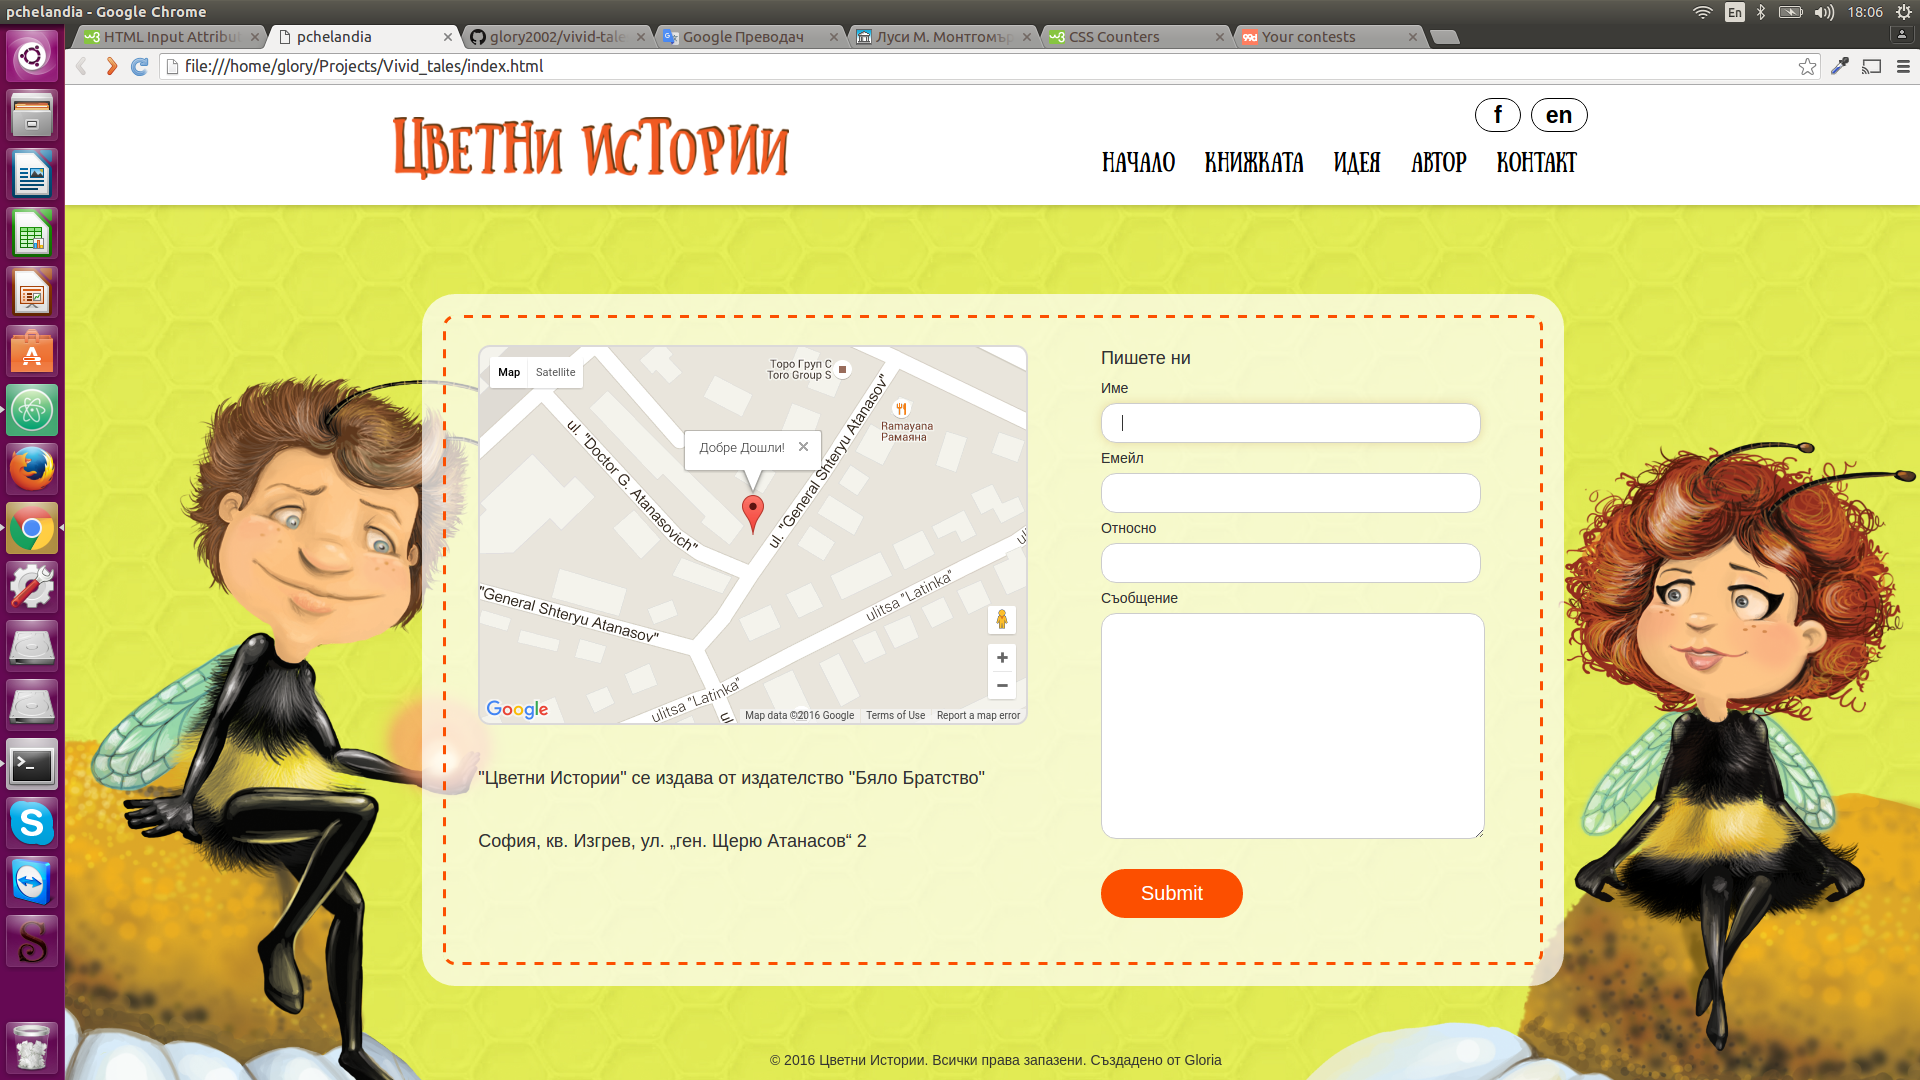 pchelandia - Google Chrome
En
18:06
HTML Input Attribut
pchelandia
glory2002/vivid-tale
Google Преводач
Луси М. Монтгомър
CSS Counters
Your contests
file:///home/glory/Projects/Vivid_tales/index.html
Цветни истории
f
en
НАЧАЛО
КНИЖКАТА
ИДЕЯ
АВТОР
КОНТАКТ
Map
Satellite
Торо Груп С
Toro Group S
Ramayana
Рамаяна
Добре Дошли!
ul. "Doctor G. Atanasovich"
ul. "General Shteryu Atanasov"
"General Shteryu Atanasov"
ulitsa "Latinka"
ulitsa "Latinka"
ul
ul
Google
Map data ©2016 Google
Terms of Use
Report a map error
"Цветни Истории" се издава от издателство "Бяло Братство"
София, кв. Изгрев, ул. „ген. Щерю Атанасов“ 2
Пишете ни
Име
Емейл
Относно
Съобщение
Submit
© 2016 Цветни Истории. Всички права запазени. Създадено от Gloria